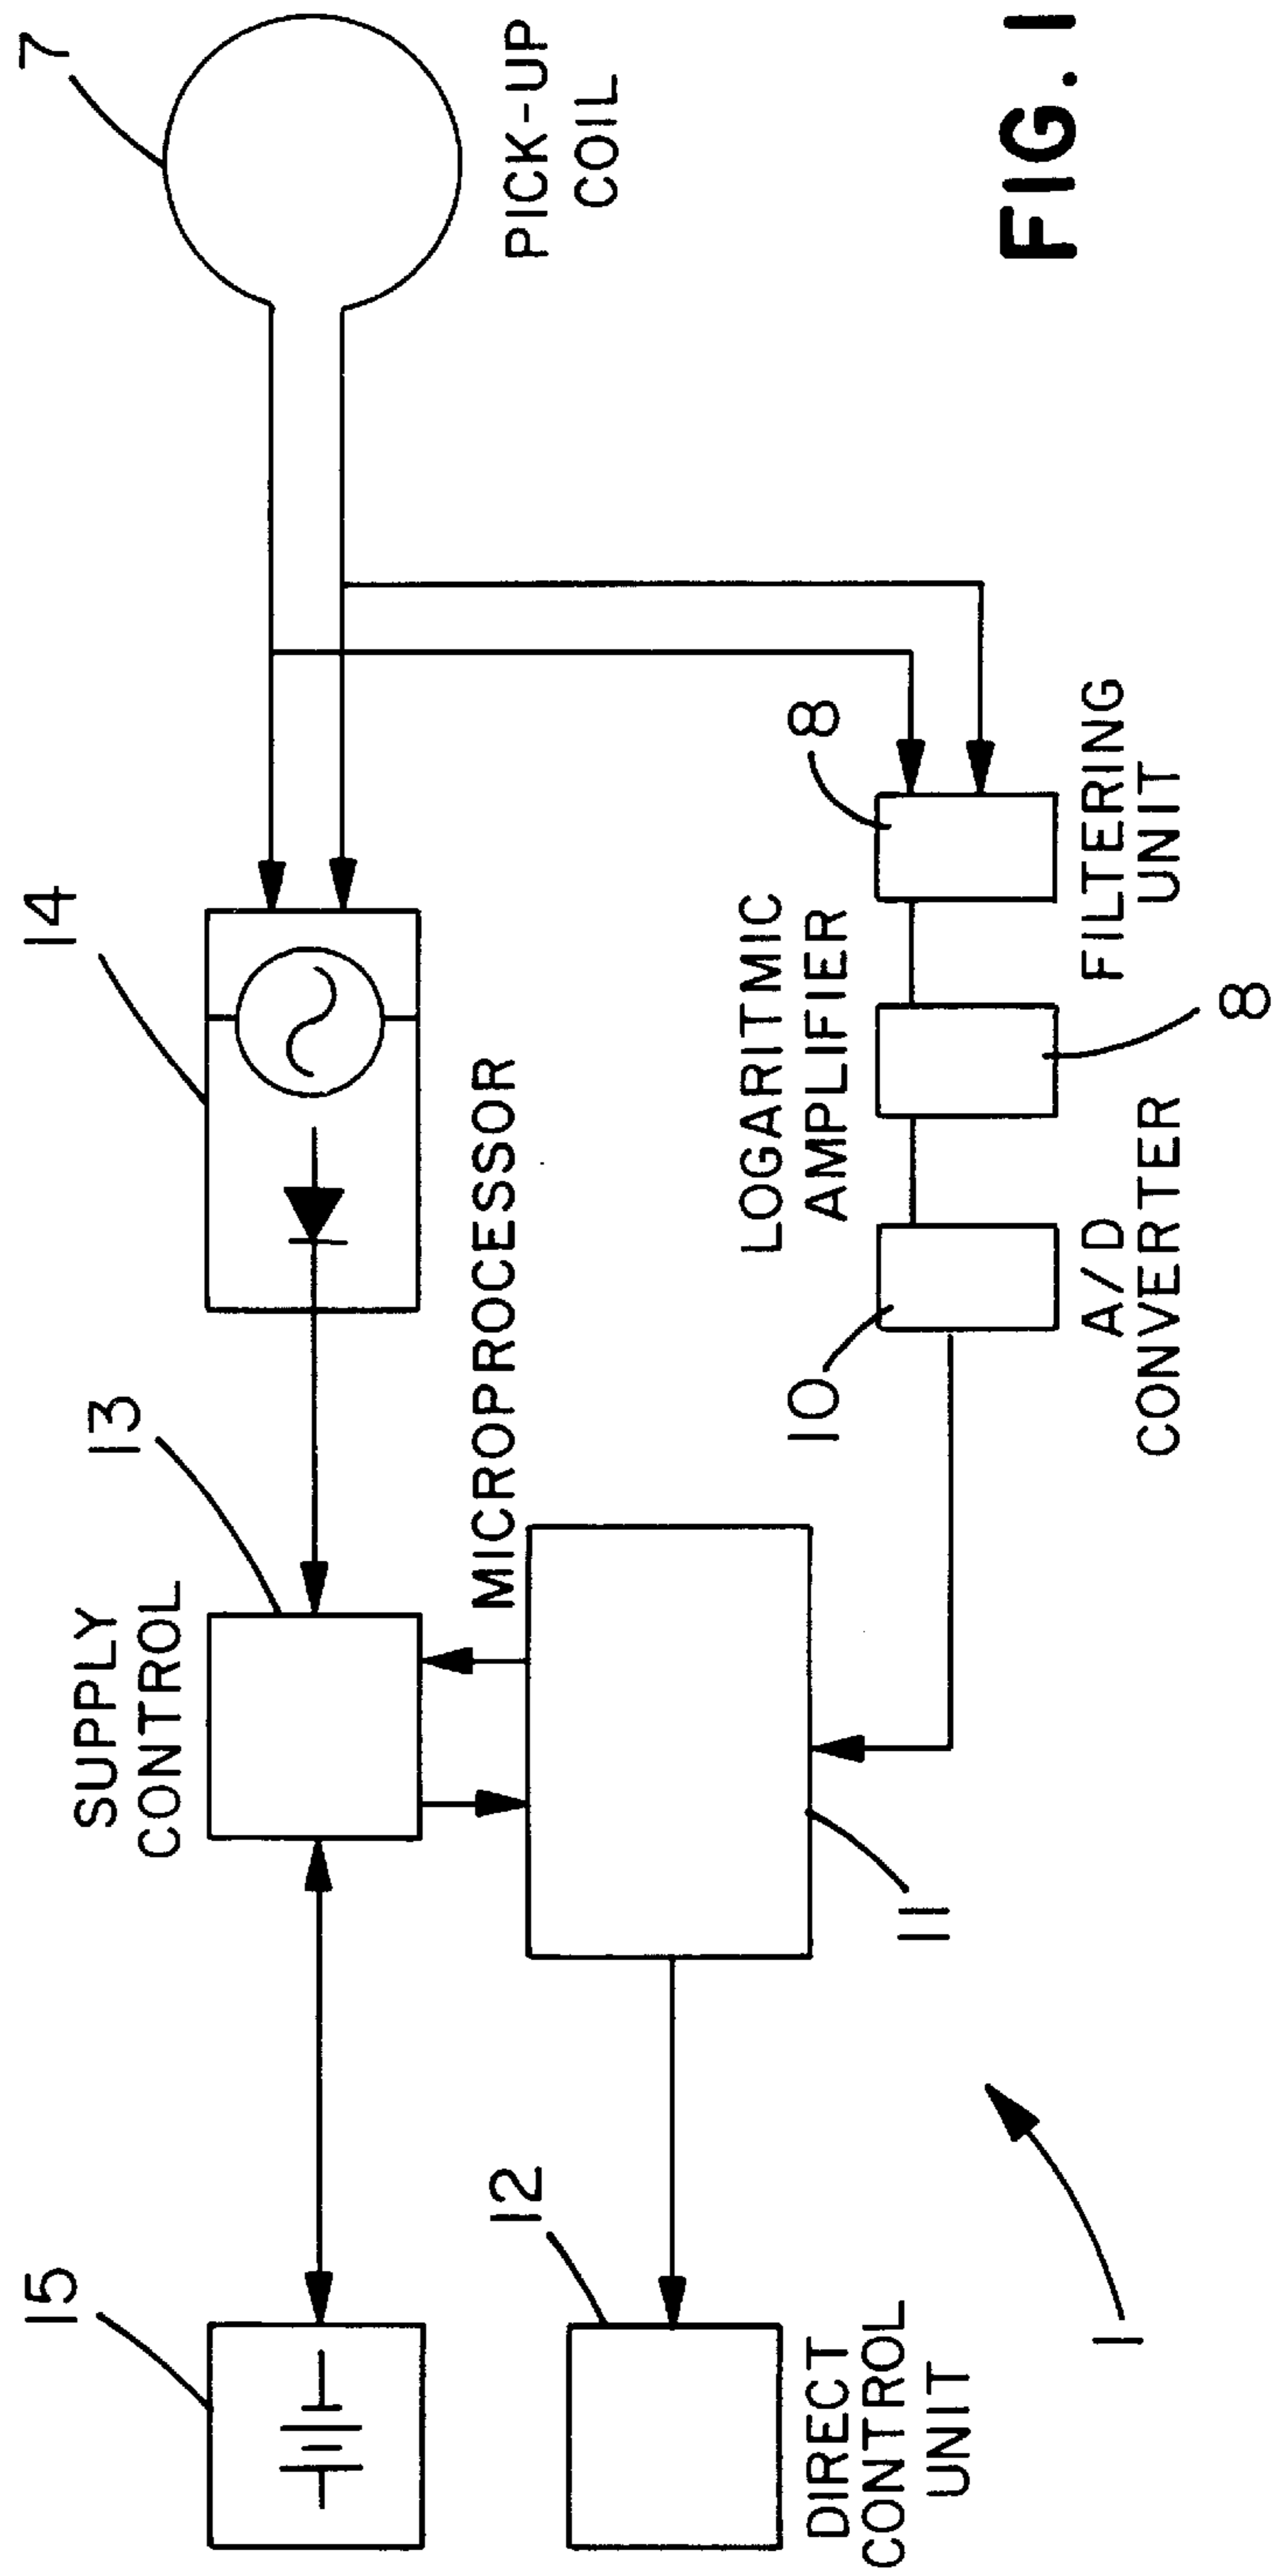 15
SUPPLY
CONTROL
13
14
7
12
MICROPROCESSOR
PICK-UP
COIL
DIRECT
CONTROL
UNIT
11
10
LOGARITMIC
AMPLIFIER
8
A/D
CONVERTER
8
FILTERING
UNIT
1
FIG. 1